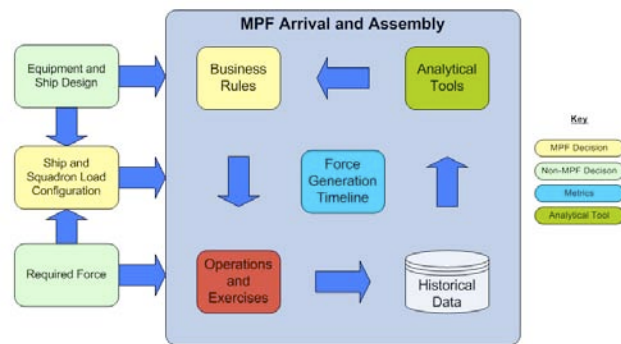 MPF Arrival and Assembly
Equipment and
Ship Design
Business
Rules
Analytical
Tools
Key
MPF Decision
Non-MPF Decison
Metrics
Analytical Tool
Ship and
Squadron Load
Configuration
Force
Generation
Timeline
Required Force
Operations
and
Exercises
Historical
Data